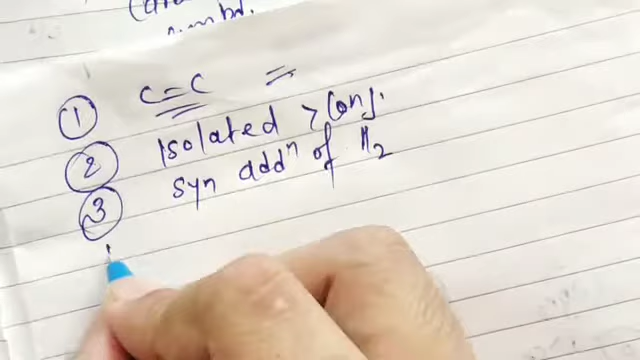 ① C=C =
② Isolated > Conj.
③ syn addⁿ of H₂